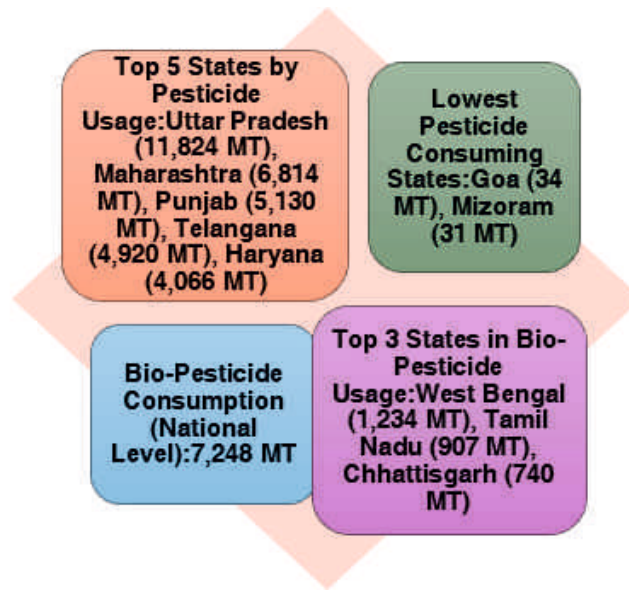 Top 5 States by
Pesticide
Usage:Uttar Pradesh
(11,824 MT),
Maharashtra (6,814
MT), Punjab (5,130
MT), Telangana
(4,920 MT), Haryana
(4,066 MT)
Lowest
Pesticide
Consuming
States:Goa (34
MT), Mizoram
(31 MT)
Bio-Pesticide
Consumption
(National
Level):7,248 MT
Top 3 States in Bio-
Pesticide
Usage:West Bengal
(1,234 MT), Tamil
Nadu (907 MT),
Chhattisgarh (740
MT)